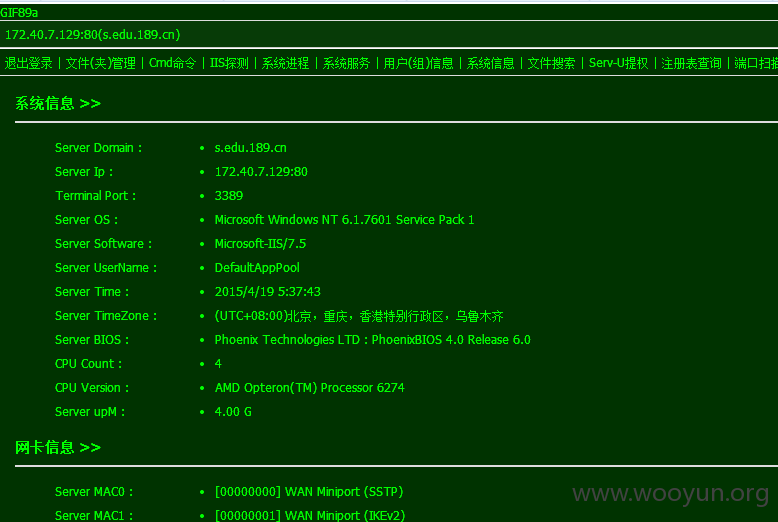 GIF89a
172.40.7.129:80(s.edu.189.cn)
退出登录 | 文件(夹)管理 | Cmd命令 | IIS探测 | 系统进程 | 系统服务 | 用户(组)信息 | 系统信息 | 文件搜索 | Serv-U提权 | 注册表查询 | 端口扫描
系统信息 >>
Server Domain : • s.edu.189.cn
Server Ip : • 172.40.7.129:80
Terminal Port : • 3389
Server OS : • Microsoft Windows NT 6.1.7601 Service Pack 1
Server Software : • Microsoft-IIS/7.5
Server UserName : • DefaultAppPool
Server Time : • 2015/4/19 5:37:43
Server TimeZone : • (UTC+08:00)北京，重庆，香港特别行政区，乌鲁木齐
Server BIOS : • Phoenix Technologies LTD : PhoenixBIOS 4.0 Release 6.0
CPU Count : • 4
CPU Version : • AMD Opteron(TM) Processor 6274
Server upM : • 4.00 G
网卡信息 >>
Server MAC0 : • [00000000] WAN Miniport (SSTP)
Server MAC1 : • [00000001] WAN Miniport (IKEv2)
www.wooyun.org